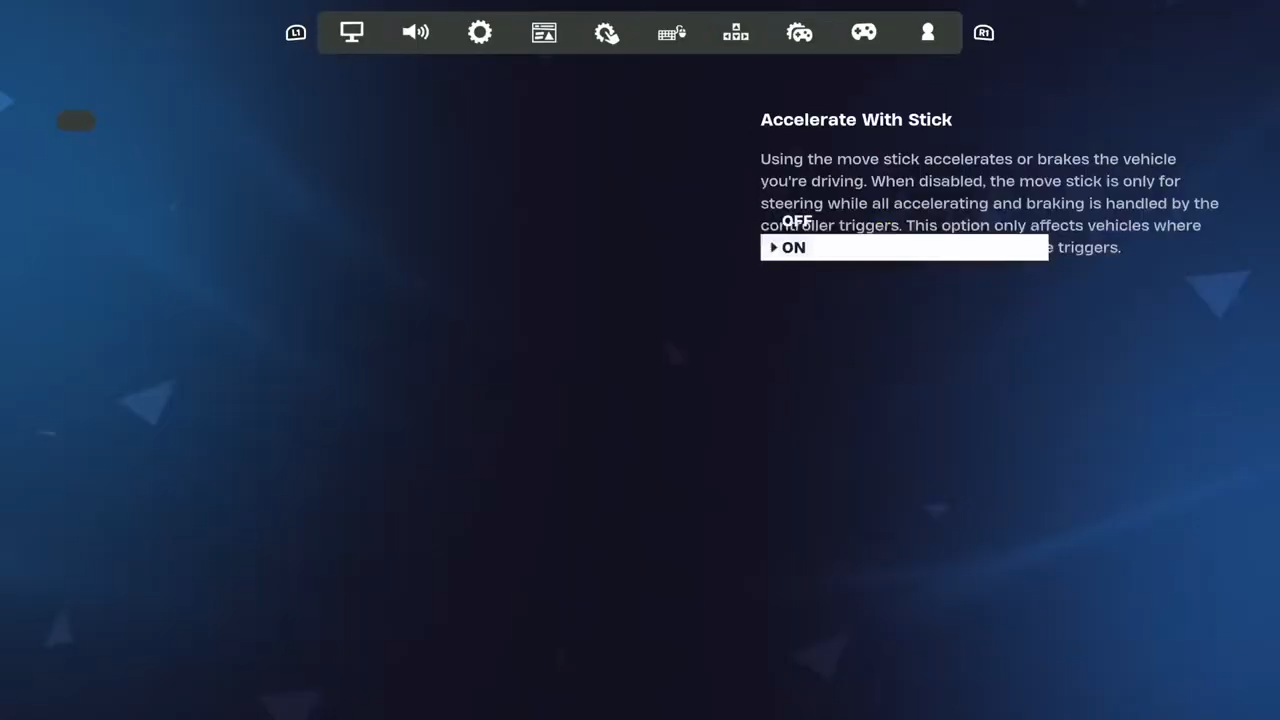 L1
R1
Accelerate With Stick
Using the move stick accelerates or brakes the vehicle
you're driving. When disabled, the move stick is only for
steering while all accelerating and braking is handled by the
controller triggers. This option only affects vehicles where
OFF
ON
triggers.